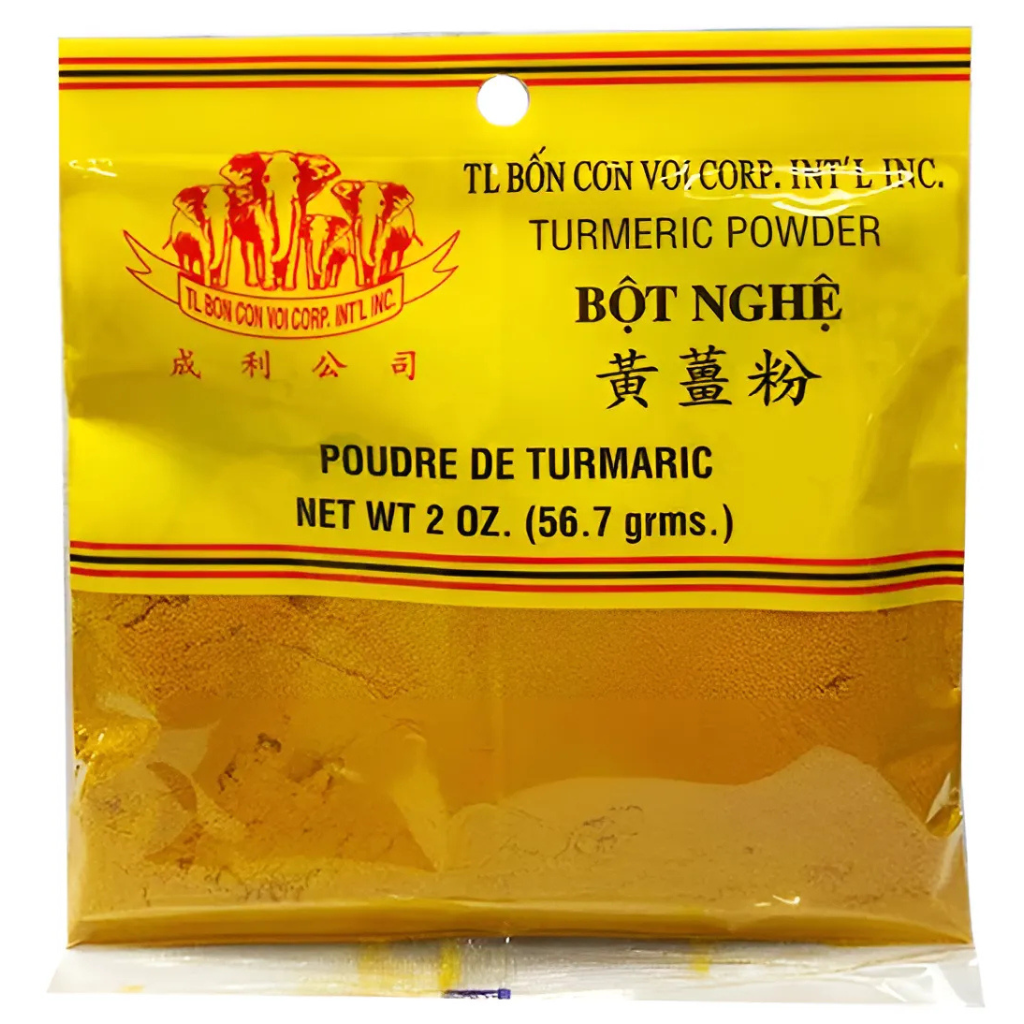 TL BỐN CON VOI CORP. INT'L INC.
TURMERIC POWDER
BỘT NGHỆ
黃薑粉
TL BON CON VOI CORP. INT'L INC.
成利公司
POUDRE DE TURMARIC
NET WT 2 OZ. (56.7 grms.)